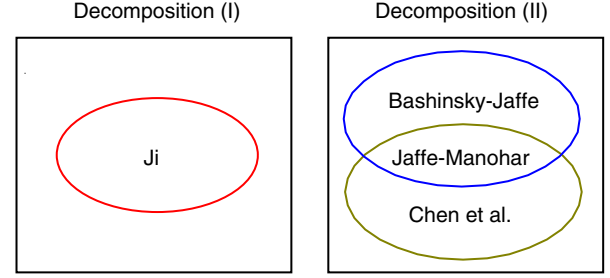 Decomposition (I)
Decomposition (II)
Ji
Bashinsky-Jaffe
Jaffe-Manohar
Chen et al.